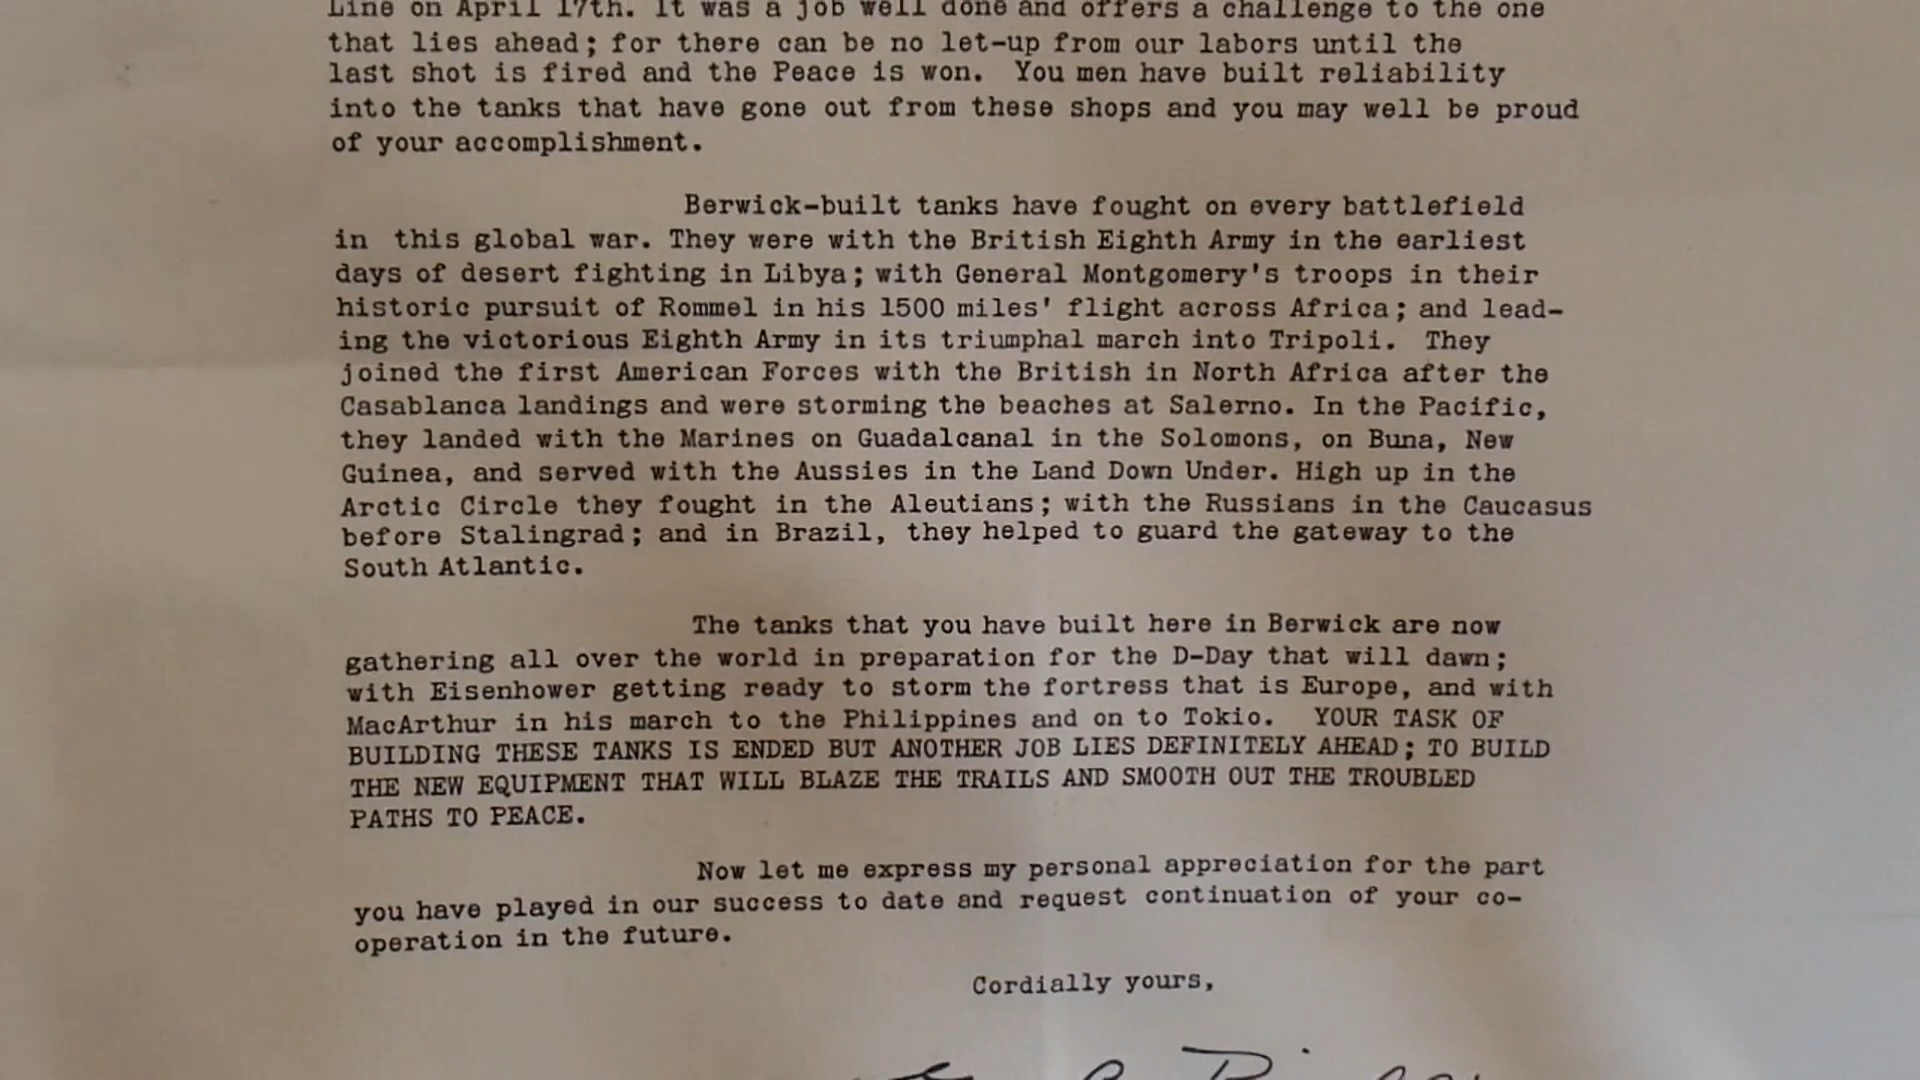 Line on April 17th. It was a job well done and offers a challenge to the one
that lies ahead; for there can be no let-up from our labors until the
last shot is fired and the Peace is won. You men have built reliability
into the tanks that have gone out from these shops and you may well be proud
of your accomplishment.
Berwick-built tanks have fought on every battlefield
in this global war. They were with the British Eighth Army in the earliest
days of desert fighting in Libya; with General Montgomery's troops in their
historic pursuit of Rommel in his 1500 miles' flight across Africa; and lead-
ing the victorious Eighth Army in its triumphal march into Tripoli. They
joined the first American Forces with the British in North Africa after the
Casablanca landings and were storming the beaches at Salerno. In the Pacific,
they landed with the Marines on Guadalcanal in the Solomons, on Buna, New
Guinea, and served with the Aussies in the Land Down Under. High up in the
Arctic Circle they fought in the Aleutians; with the Russians in the Caucasus
before Stalingrad; and in Brazil, they helped to guard the gateway to the
South Atlantic.
The tanks that you have built here in Berwick are now
gathering all over the world in preparation for the D-Day that will dawn;
with Eisenhower getting ready to storm the fortress that is Europe, and with
MacArthur in his march to the Philippines and on to Tokio. YOUR TASK OF
BUILDING THESE TANKS IS ENDED BUT ANOTHER JOB LIES DEFINITELY AHEAD; TO BUILD
THE NEW EQUIPMENT THAT WILL BLAZE THE TRAILS AND SMOOTH OUT THE TROUBLED
PATHS TO PEACE.
Now let me express my personal appreciation for the part
you have played in our success to date and request continuation of your co-
operation in the future.
Cordially yours,